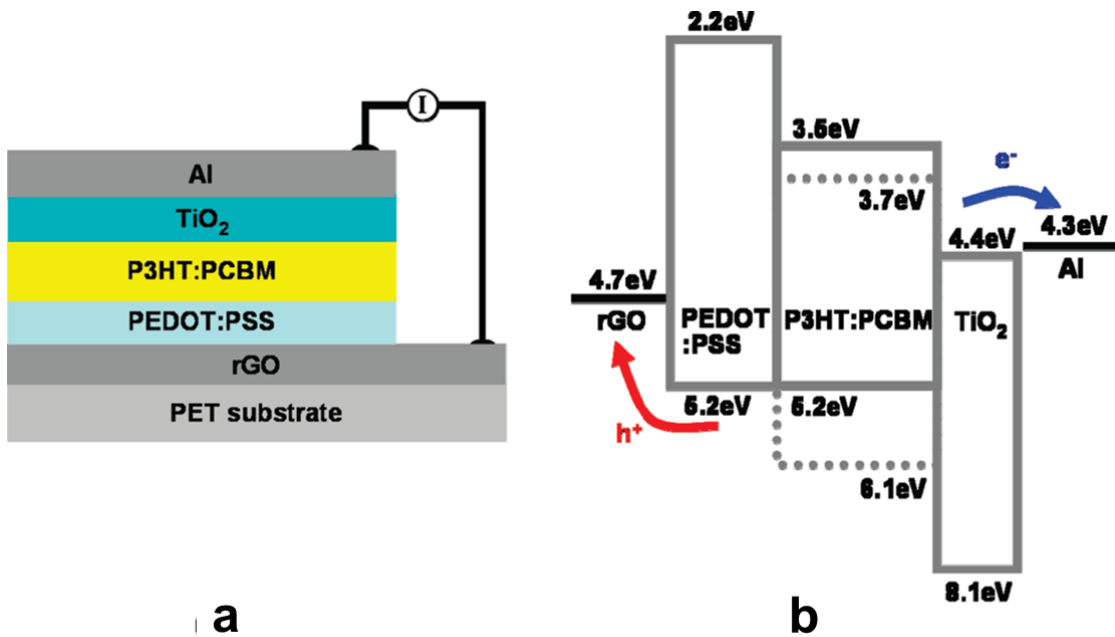 I
Al
TiO₂
P3HT:PCBM
PEDOT:PSS
rGO
PET substrate
a
2.2eV
3.5eV
e⁻
3.7eV
4.3eV
4.4eV
Al
4.7eV
rGO
PEDOT
:PSS
P3HT:PCBM
TiO₂
5.2eV
5.2eV
h⁺
6.1eV
8.1eV
b